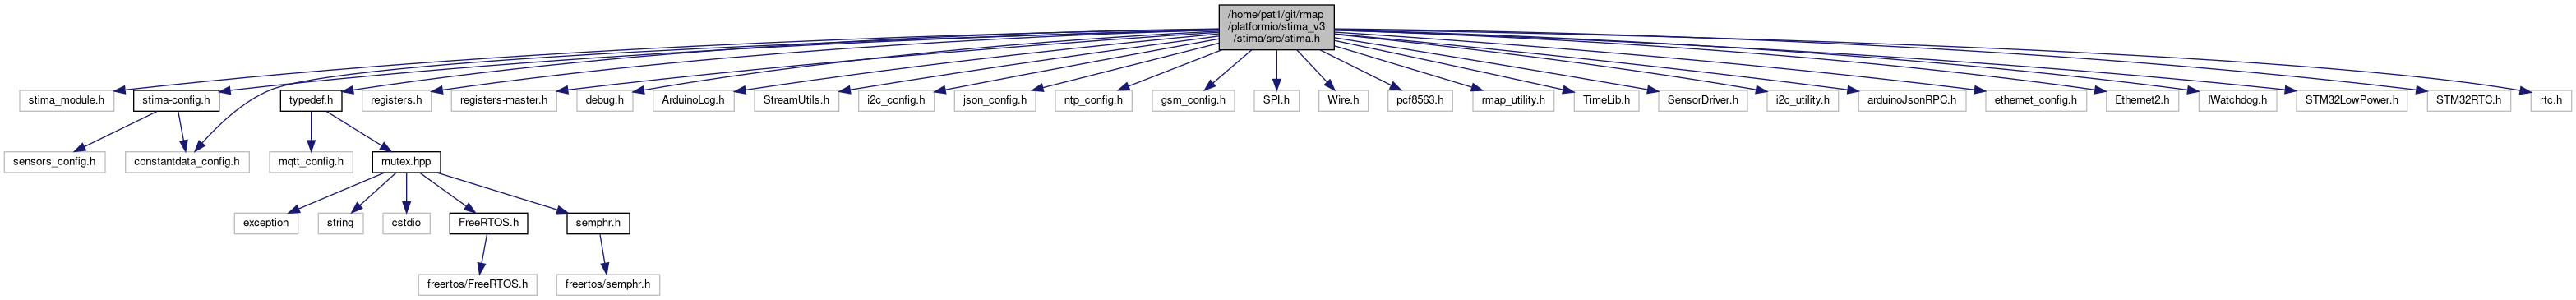 /home/pat1/git/rmap
/platformio/stima_v3
/stima/src/stima.h
stima_module.h
stima-config.h
typedef.h
registers.h
registers-master.h
debug.h
ArduinoLog.h
StreamUtils.h
i2c_config.h
json_config.h
ntp_config.h
gsm_config.h
SPI.h
Wire.h
pcf8563.h
rmap_utility.h
TimeLib.h
SensorDriver.h
i2c_utility.h
arduinoJsonRPC.h
ethernet_config.h
Ethernet2.h
IWatchdog.h
STM32LowPower.h
STM32RTC.h
rtc.h
sensors_config.h
constantdata_config.h
mqtt_config.h
mutex.hpp
exception
string
cstdio
FreeRTOS.h
semphr.h
freertos/FreeRTOS.h
freertos/semphr.h